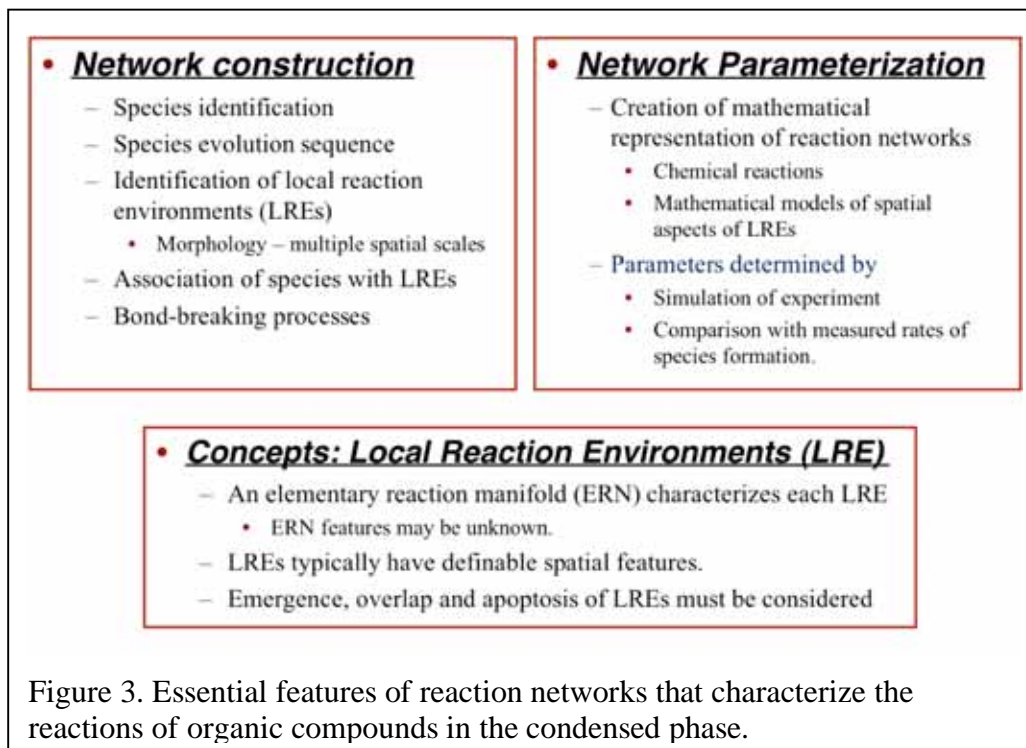 • Network construction
– Species identification
– Species evolution sequence
– Identification of local reaction
environments (LREs)
• Morphology – multiple spatial scales
– Association of species with LREs
– Bond-breaking processes
• Network Parameterization
– Creation of mathematical
representation of reaction networks
• Chemical reactions
• Mathematical models of spatial
aspects of LREs
– Parameters determined by
• Simulation of experiment
• Comparison with measured rates of
species formation.
• Concepts: Local Reaction Environments (LRE)
– An elementary reaction manifold (ERN) characterizes each LRE
• ERN features may be unknown.
– LREs typically have definable spatial features.
– Emergence, overlap and apoptosis of LREs must be considered
Figure 3. Essential features of reaction networks that characterize the
reactions of organic compounds in the condensed phase.